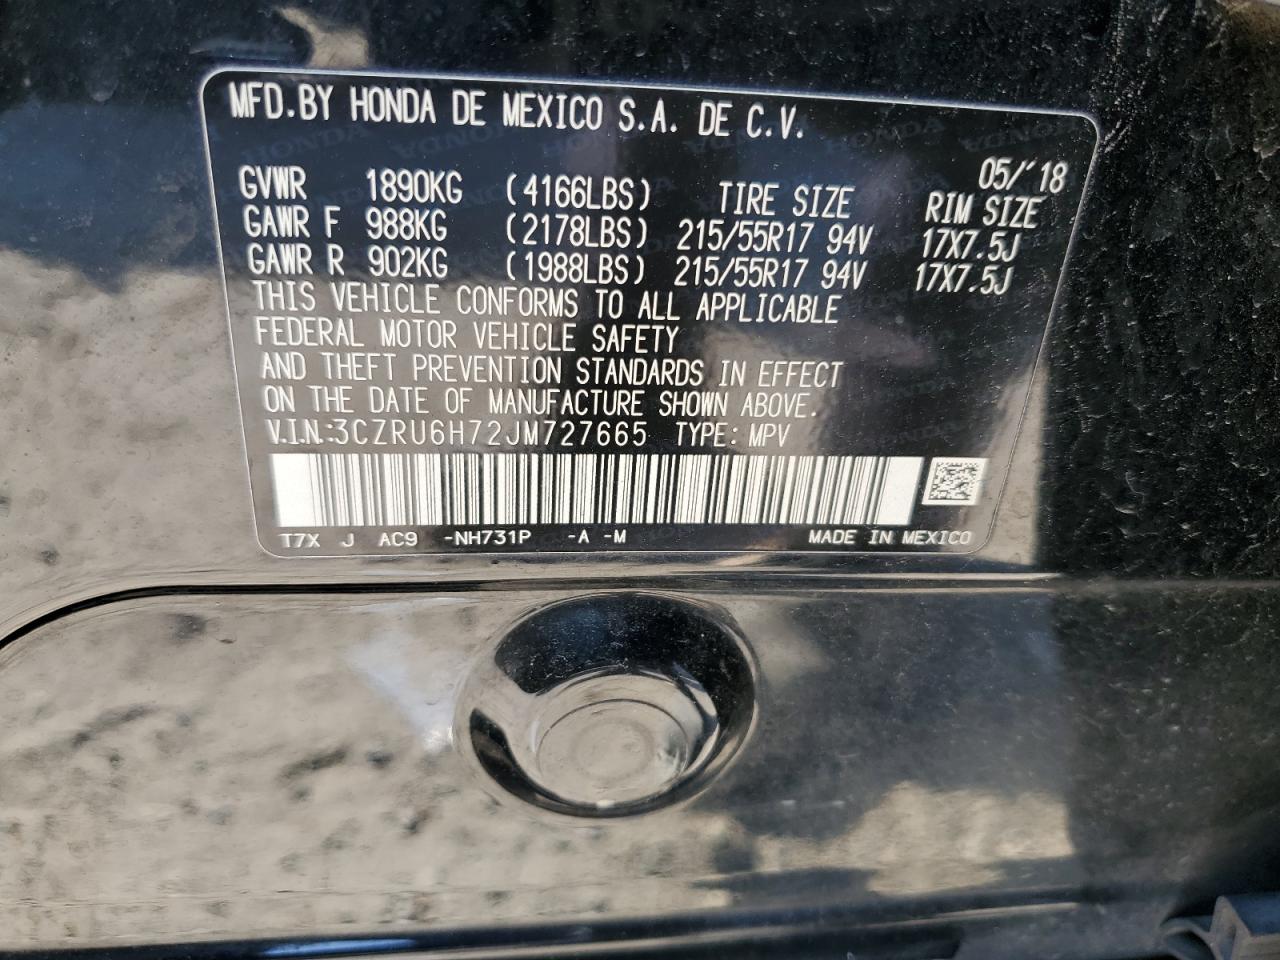 MFD.BY HONDA DE MEXICO S.A. DE C.V.
05/'18
GVWR 1890KG (4166LBS) TIRE SIZE RIM SIZE
GAWR F 988KG (2178LBS) 215/55R17 94V 17X7.5J
GAWR R 902KG (1988LBS) 215/55R17 94V 17X7.5J
THIS VEHICLE CONFORMS TO ALL APPLICABLE
FEDERAL MOTOR VEHICLE SAFETY
AND THEFT PREVENTION STANDARDS IN EFFECT
ON THE DATE OF MANUFACTURE SHOWN ABOVE.
V.I.N.:3CZRU6H72JM727665 TYPE: MPV
T7X J AC9 -NH731P -A -M MADE IN MEXICO